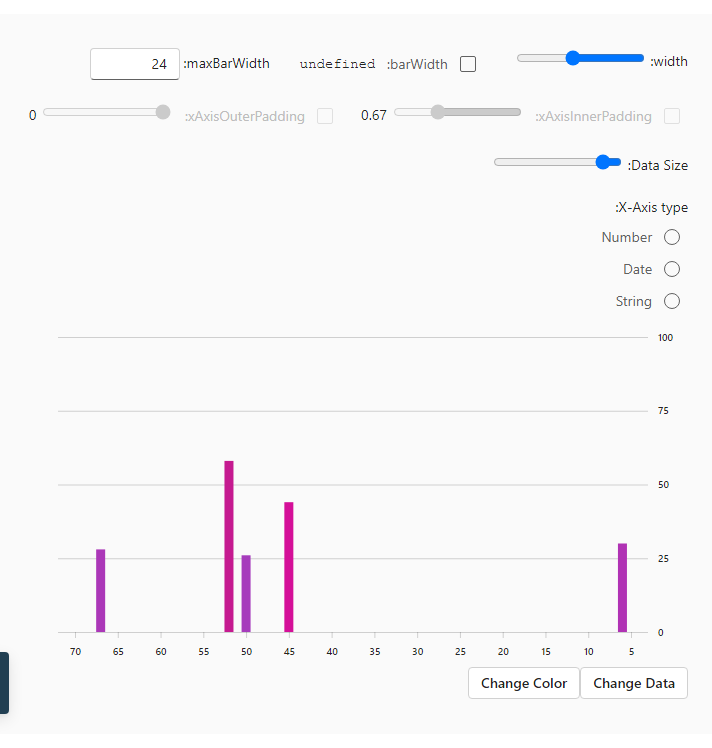 :width
:barWidth undefined
:maxBarWidth 24
:xAxisInnerPadding 0.67
:xAxisOuterPadding 0
:Data Size
:X-Axis type
Number
Date
String
100
75
50
25
0
70 65 60 55 50 45 40 35 30 25 20 15 10 5
Change Color Change Data